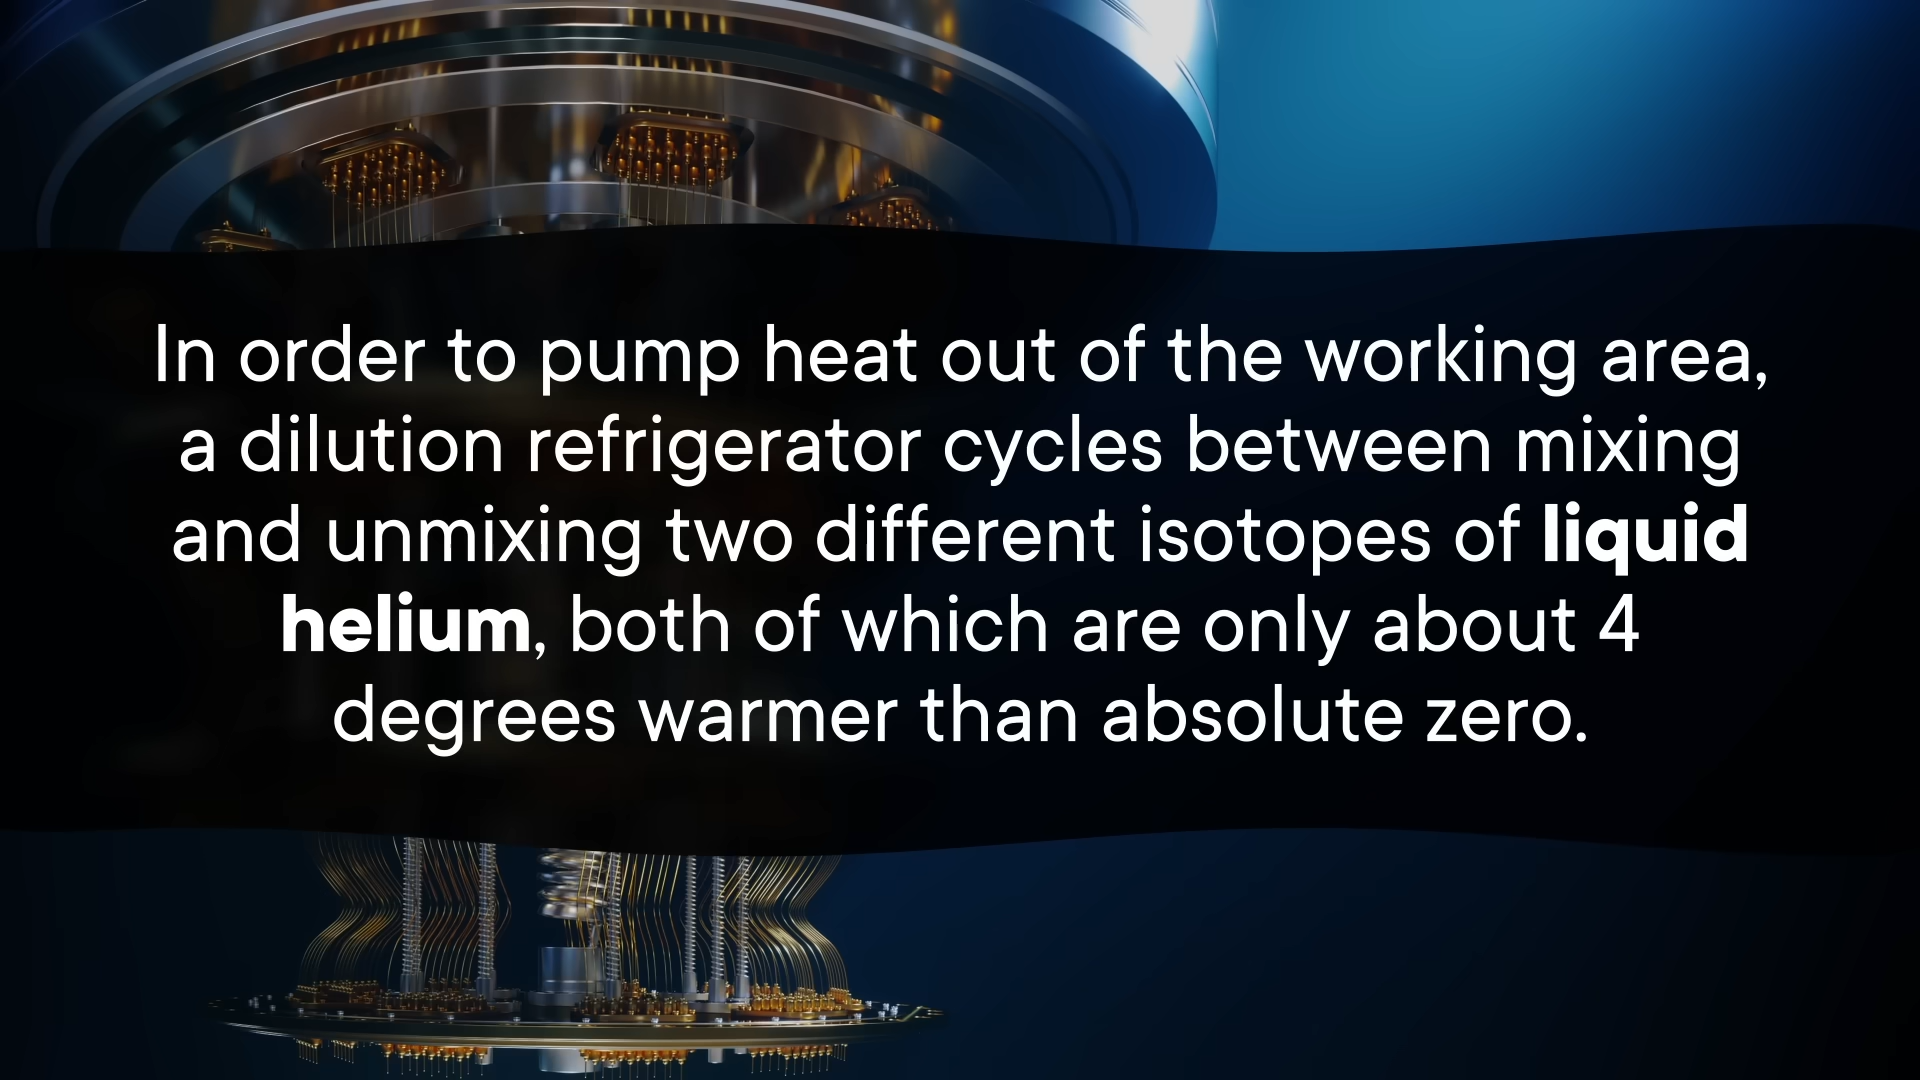 In order to pump heat out of the working area,
a dilution refrigerator cycles between mixing
and unmixing two different isotopes of liquid
helium, both of which are only about 4
degrees warmer than absolute zero.